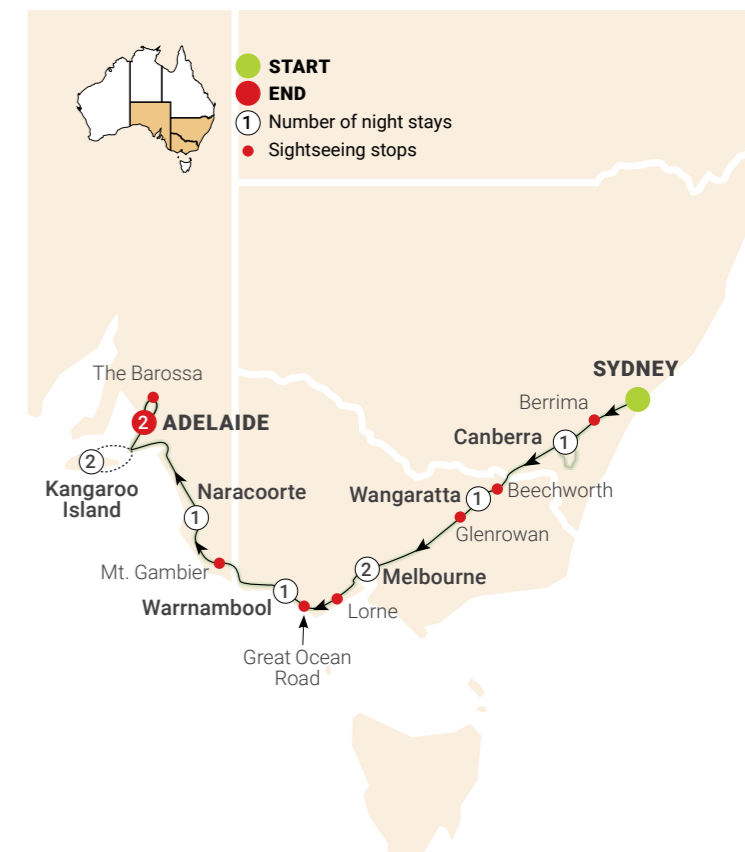 START
END
1 Number of night stays
Sightseeing stops
SYDNEY
Berrima
Canberra
1
Beechworth
Wangaratta
1
Glenrowan
2
Melbourne
Lorne
Great Ocean
Road
Warrnambool
1
Mt. Gambier
Naracoorte
1
Kangaroo
Island
2
The Barossa
2 ADELAIDE